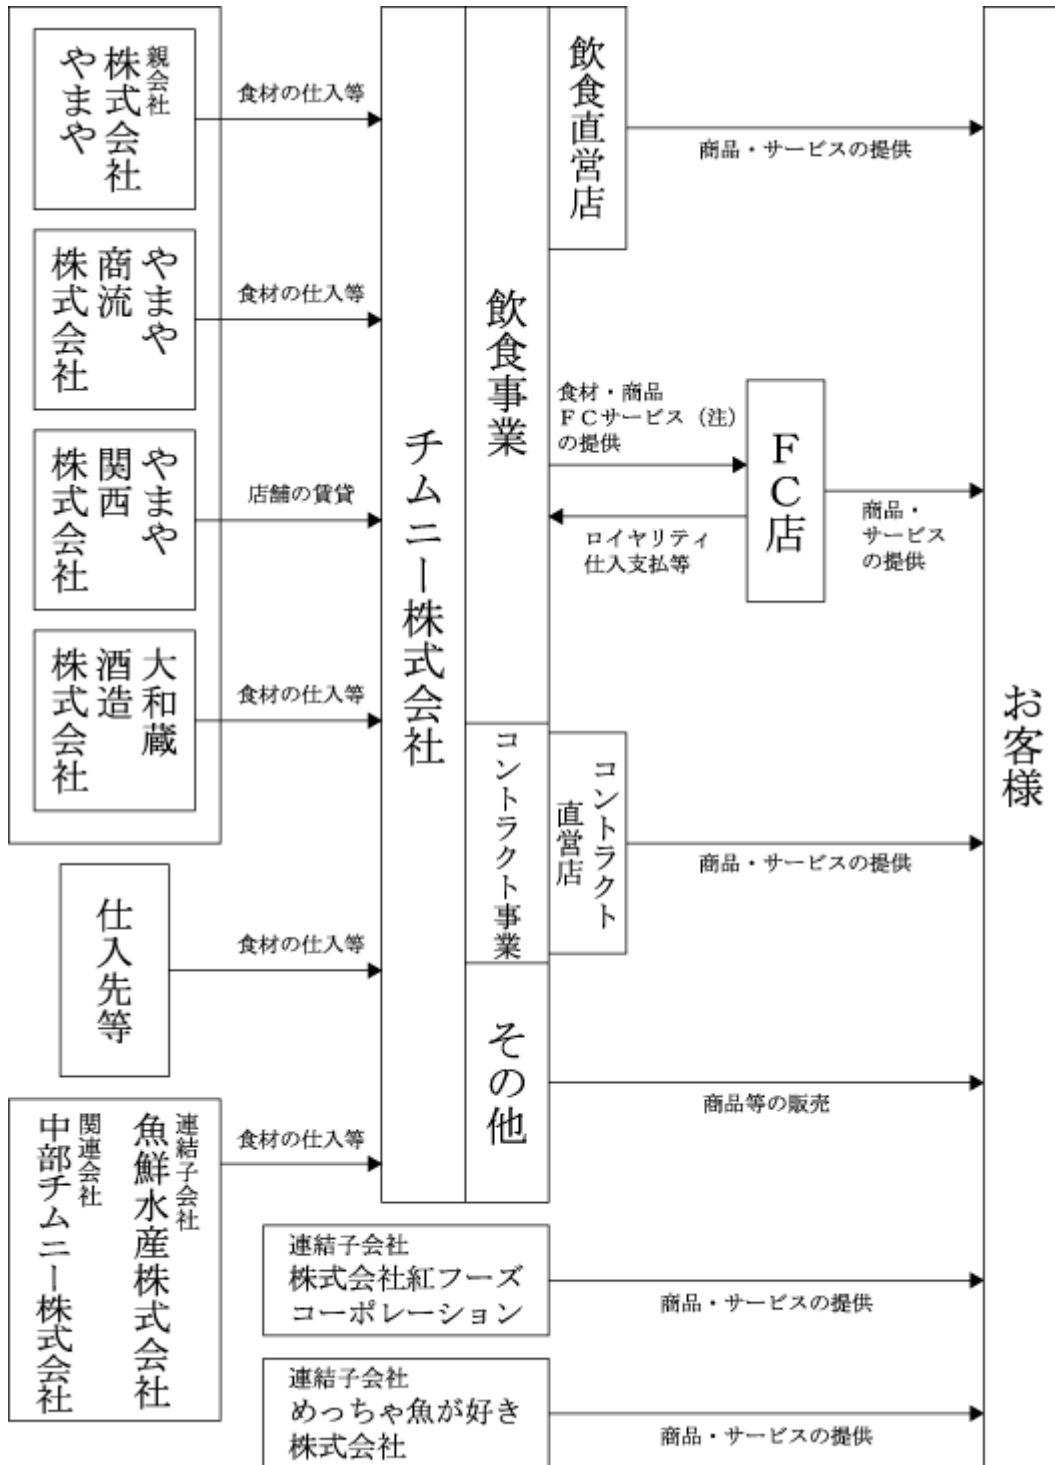 親会社
株式会社
やまや
食材の仕入等
やまや
商流
株式会社
食材の仕入等
やまや
関西
株式会社
店舗の賃貸
大和蔵
酒造
株式会社
食材の仕入等
仕入先等
食材の仕入等
連結子会社
魚鮮水産株式会社
関連会社
中部チムニー株式会社
食材の仕入等
チムニー株式会社
飲食事業
飲食直営店
商品・サービスの提供
食材・商品
ＦＣサービス（注）
の提供
ロイヤリティ
仕入支払等
ＦＣ店
商品・
サービス
の提供
コントラクト事業
コントラクト
直営店
商品・サービスの提供
その他
商品等の販売
連結子会社
株式会社紅フーズ
コーポレーション
商品・サービスの提供
連結子会社
めっちゃ魚が好き
株式会社
商品・サービスの提供
お客様